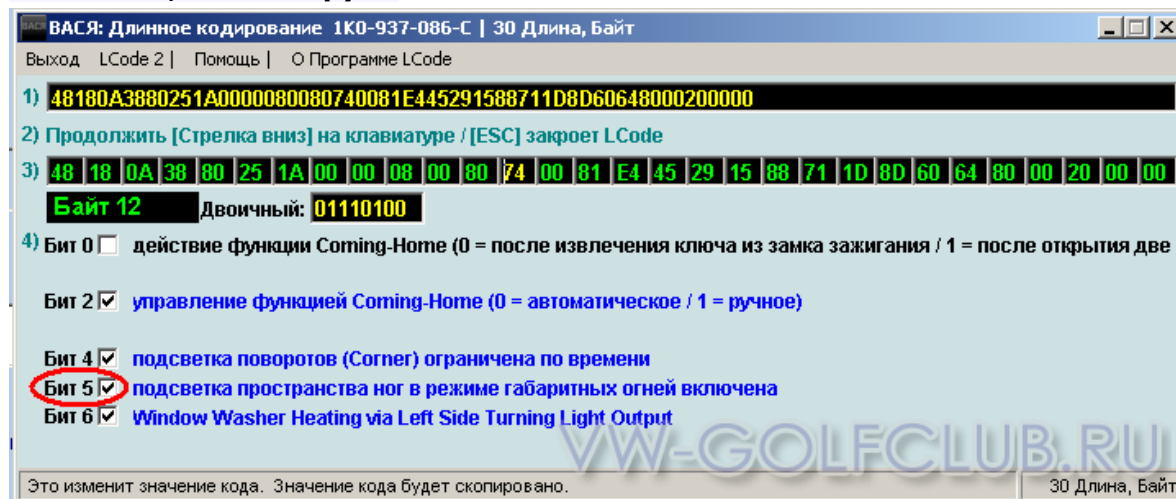 ВАСЯ: Длинное кодирование 1K0-937-086-C | 30 Длина, Байт
Выход LCode 2 | Помощь | О Программе LCode
1) 48180A3880251A0000080080740081E445291588711D8D60648000200000
2) Продолжить [Стрелка вниз] на клавиатуре / [ESC] закроет LCode
3) 48 18 0A 38 80 25 1A 00 00 08 00 80 74 00 81 E4 45 29 15 88 71 1D 8D 60 64 80 00 20 00 00
Байт 12 Двоичный: 01110100
4) Бит 0 действие функции Coming-Home (0 = после извлечения ключа из замка зажигания / 1 = после открытия две
Бит 2 управление функцией Coming-Home (0 = автоматическое / 1 = ручное)
Бит 4 подсветка поворотов (Corner) ограничена по времени
Бит 5 подсветка пространства ног в режиме габаритных огней включена
Бит 6 Window Washer Heating via Left Side Turning Light Output
VW-GOLFCLUB.RU
Это изменит значение кода. Значение кода будет скопировано. 30 Длина, Байт